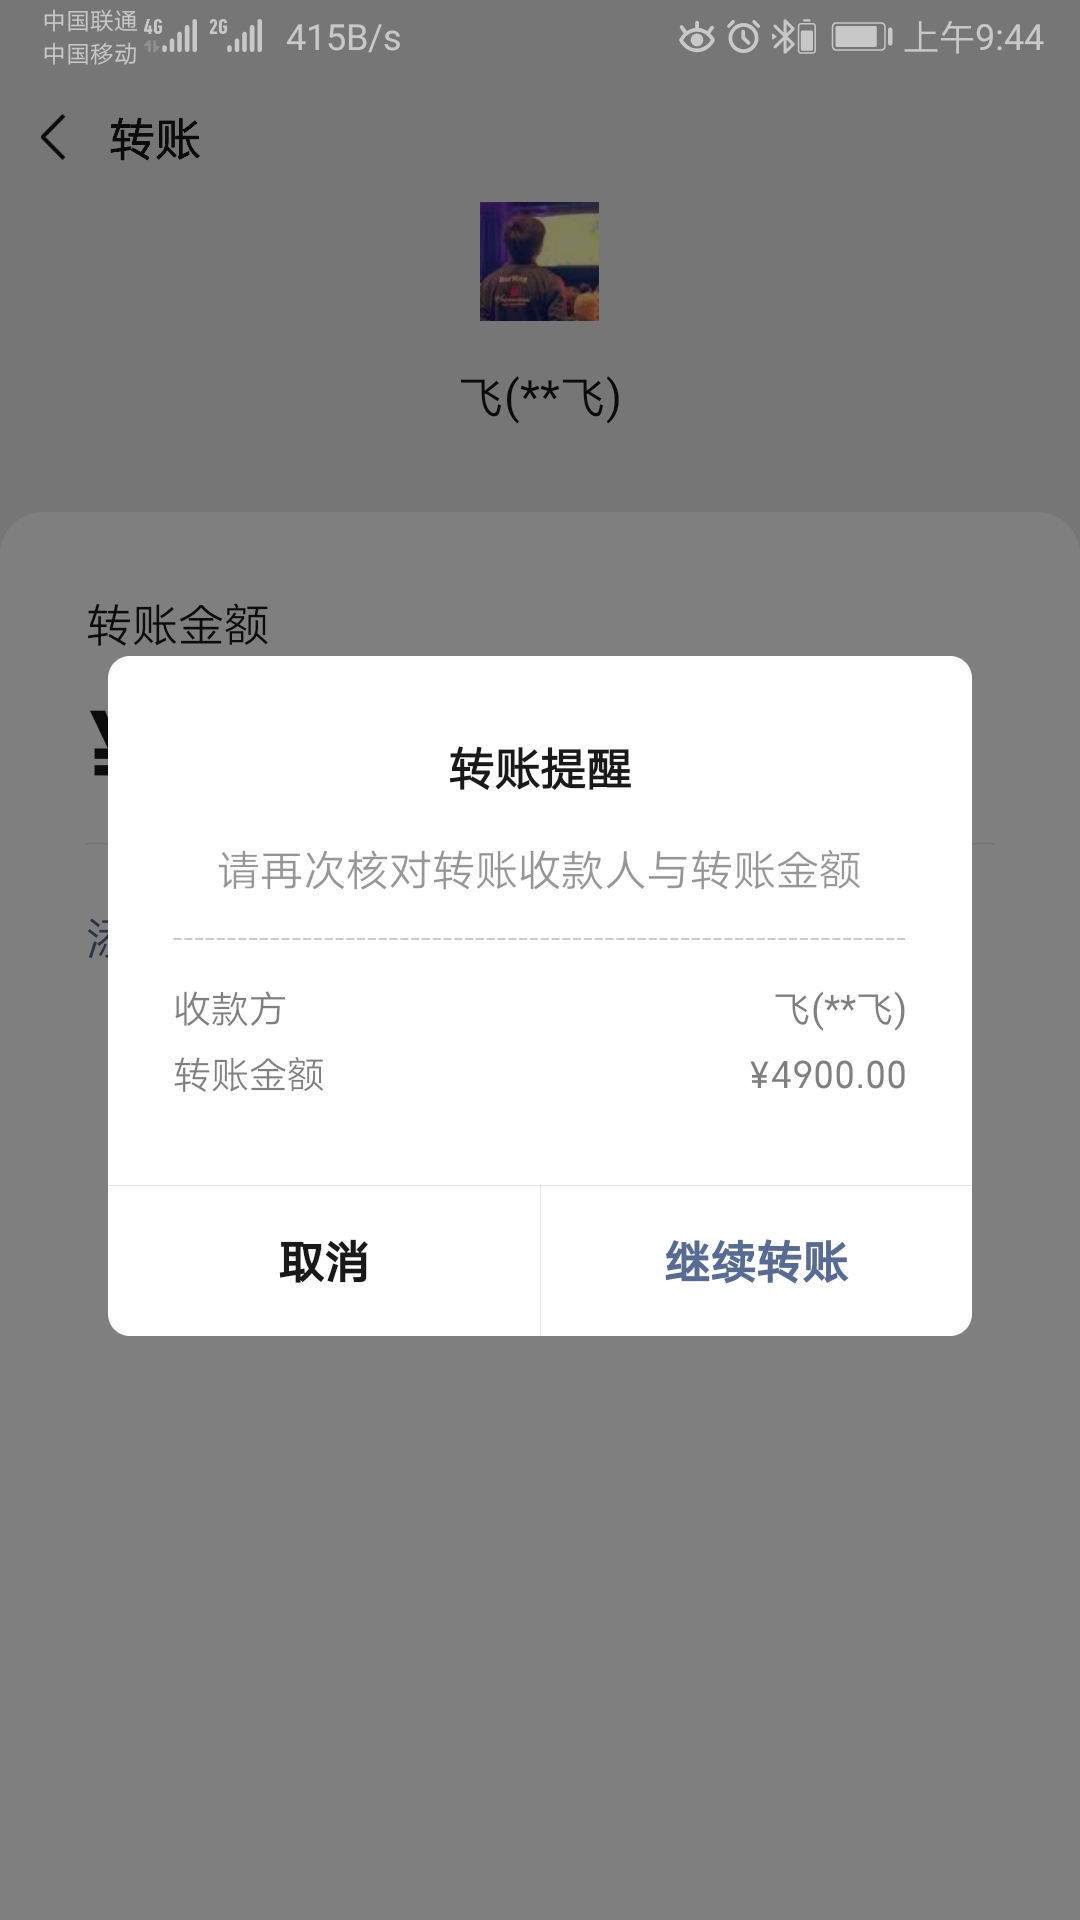 中国联通 4G 2G 415B/s 上午9:44
中国移动
转账
飞(**飞)
转账金额
¥
转账提醒
请再次核对转账收款人与转账金额
收款方 飞(**飞)
转账金额 ¥4900.00
取消 继续转账